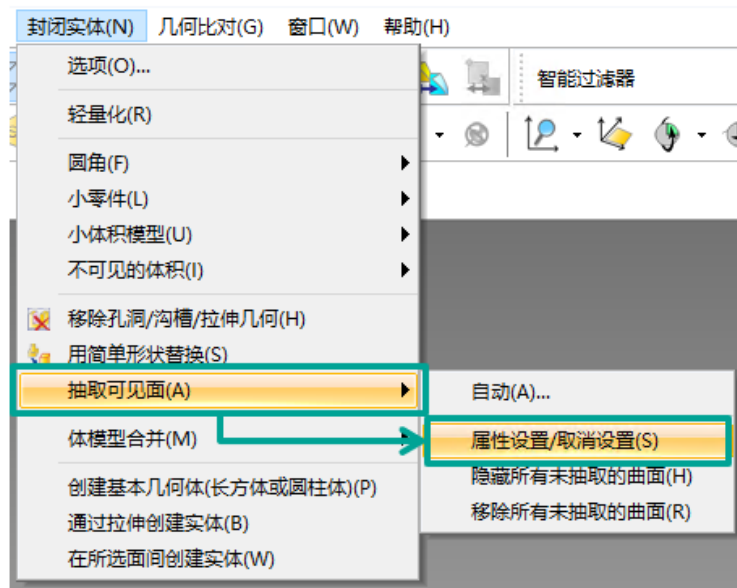 封闭实体(N) 几何比对(G) 窗口(W) 帮助(H)
选项(O)...
智能过滤器
轻量化(R)
圆角(F)
小零件(L)
小体积模型(U)
不可见的体积(I)
移除孔洞/沟槽/拉伸几何(H)
用简单形状替换(S)
抽取可见面(A)
自动(A)...
体模型合并(M)
属性设置/取消设置(S)
隐藏所有未抽取的曲面(H)
创建基本几何体(长方体或圆柱体)(P)
移除所有未抽取的曲面(R)
通过拉伸创建实体(B)
在所选面间创建实体(W)